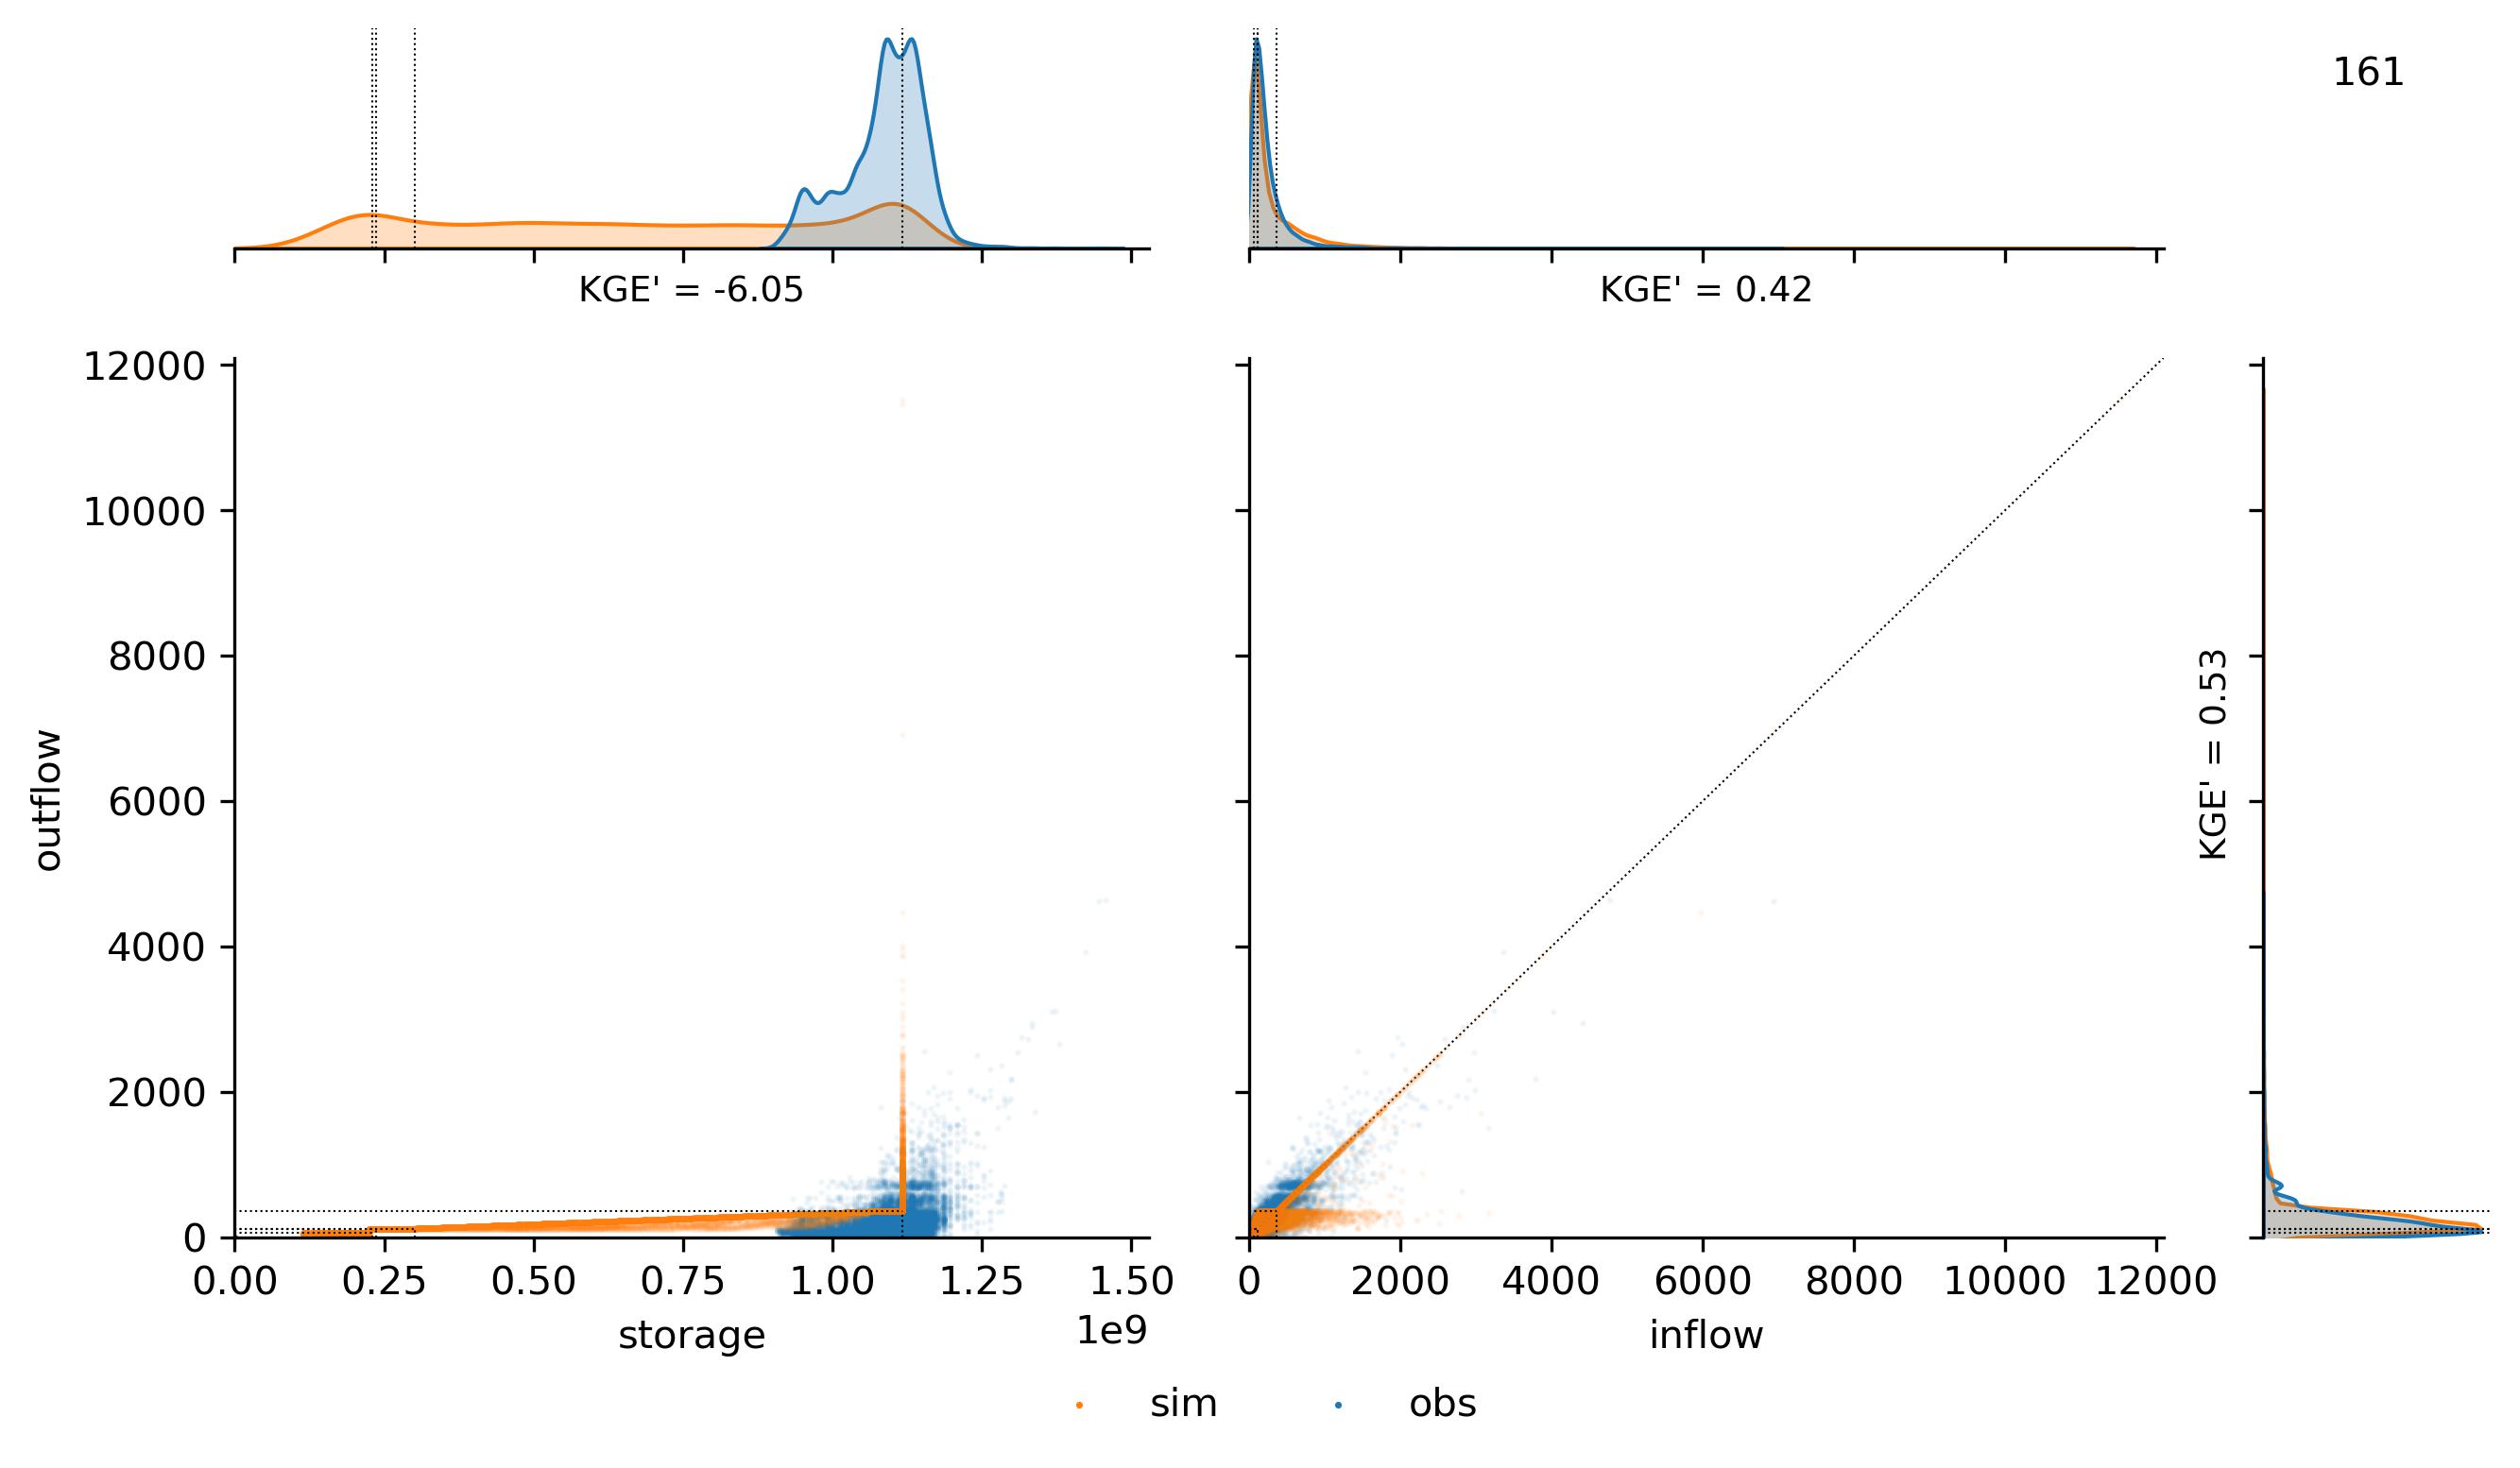 161
KGE' = -6.05
KGE' = 0.42
12000
10000
8000
6000
4000
2000
0
outflow
KGE' = 0.53
0.00 0.25 0.50 0.75 1.00 1.25 1.50
0 2000 4000 6000 8000 10000 12000
storage
1e9
inflow
sim obs